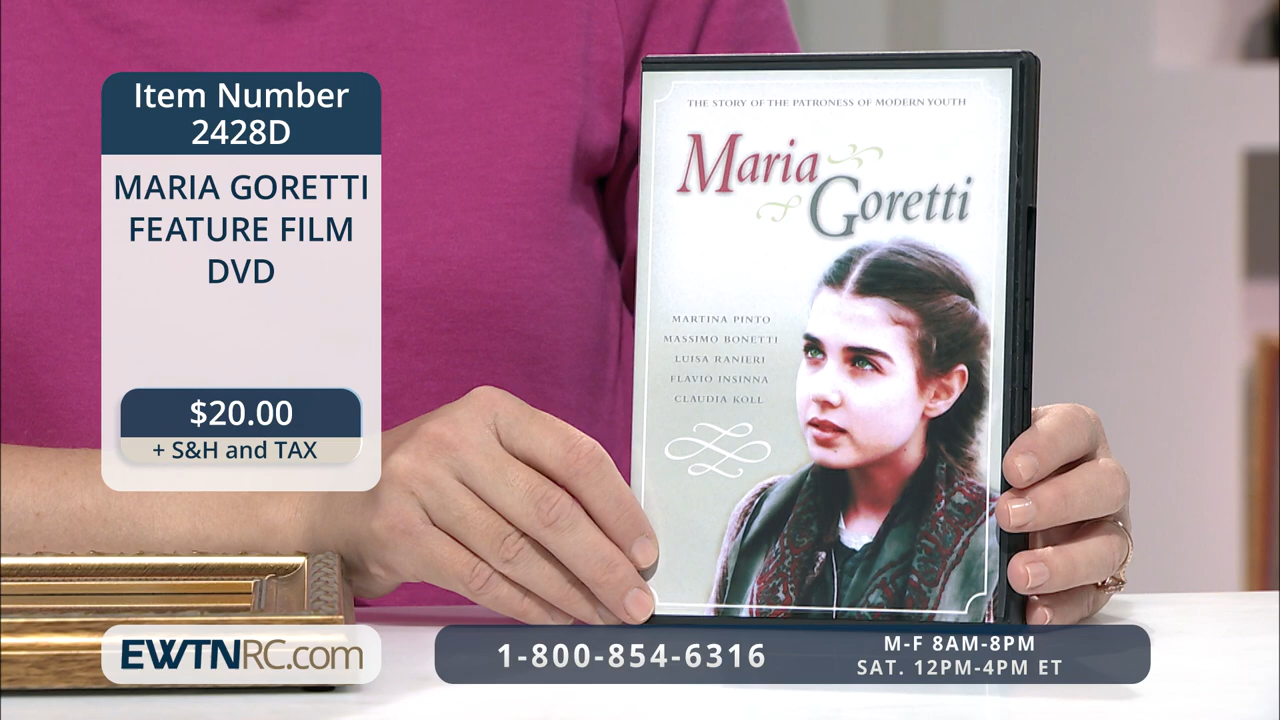 Item Number
2428D
MARIA GORETTI
FEATURE FILM
DVD
$20.00
+ S&H and TAX
THE STORY OF THE PATRONESS OF MODERN YOUTH
Maria
Goretti
MARTINA PINTO
MASSIMO BONETTI
LUISA RANIERI
FLAVIO INSINNA
CLAUDIA KOLL
EWTNRC.com
1-800-854-6316
M-F 8AM-8PM
SAT. 12PM-4PM ET